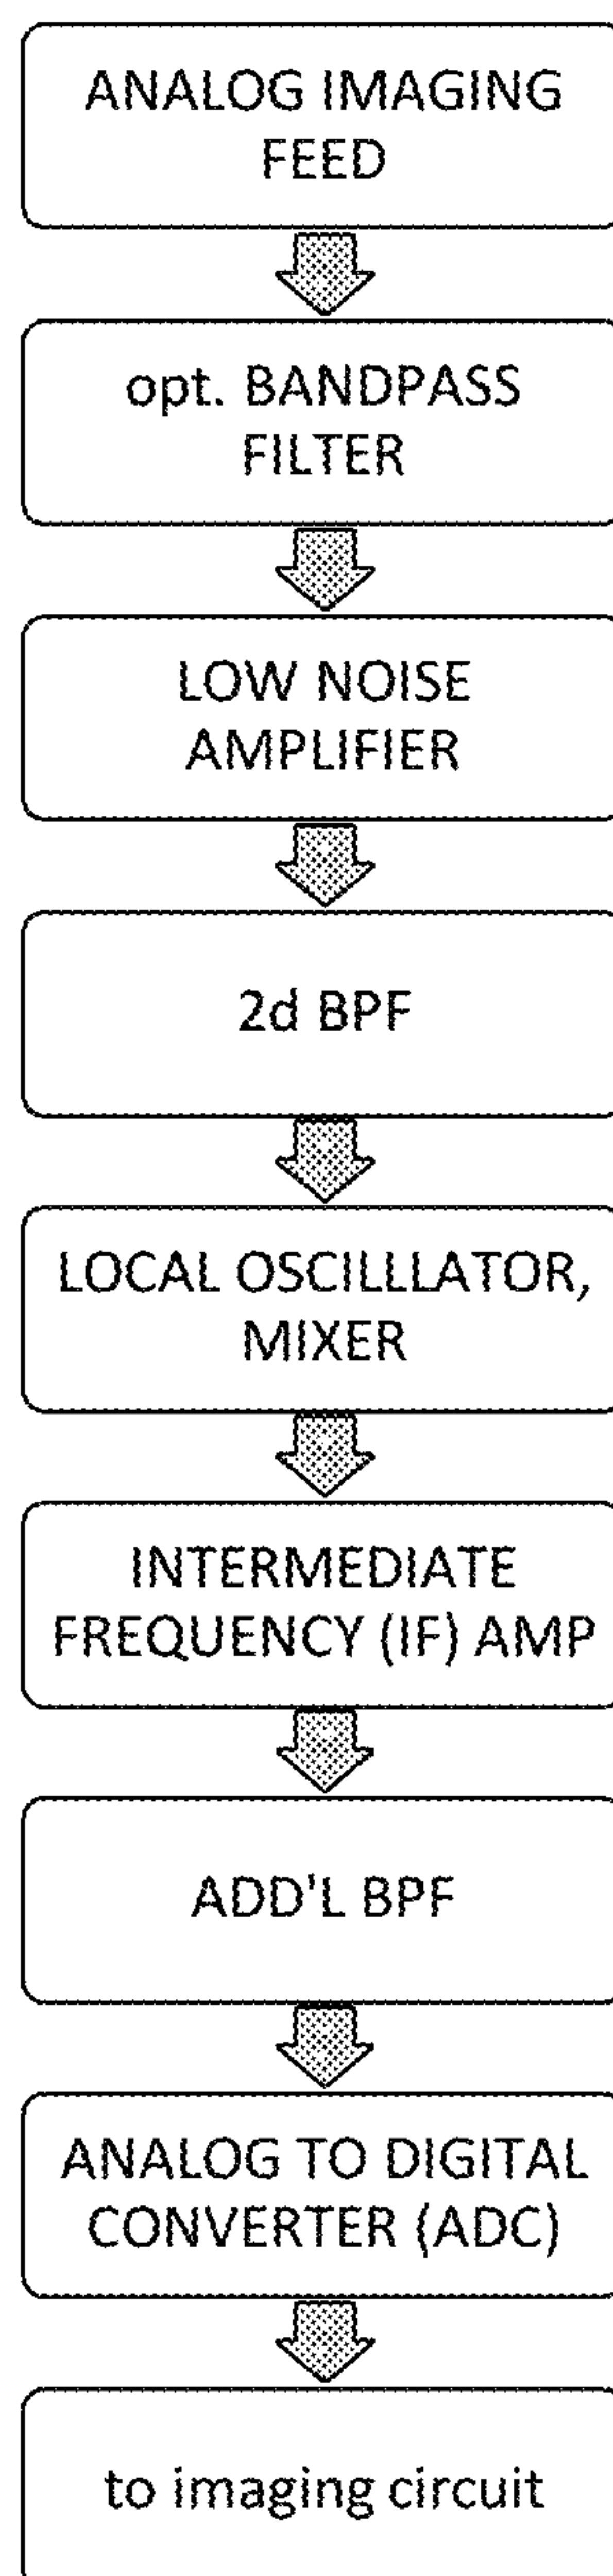 ANALOG IMAGING
FEED
opt. BANDPASS
FILTER
LOW NOISE
AMPLIFIER
2d BPF
LOCAL OSCILLLATOR,
MIXER
INTERMEDIATE
FREQUENCY (IF) AMP
ADD'L BPF
ANALOG TO DIGITAL
CONVERTER (ADC)
to imaging circuit